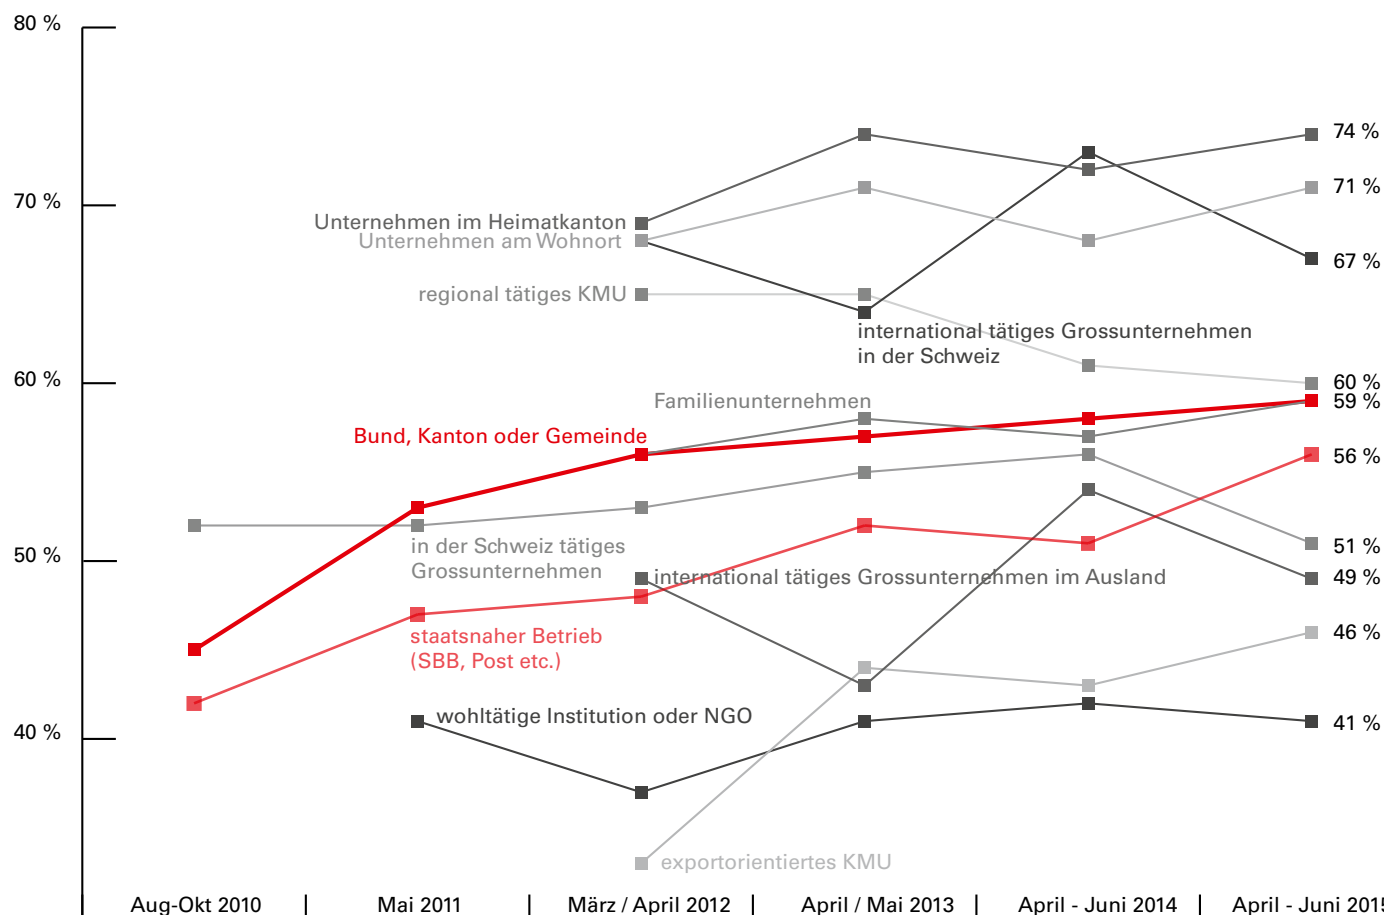 80 %
74 %
71 %
70 %
Unternehmen im Heimatkanton
Unternehmen am Wohnort
67 %
regional tätiges KMU
international tätiges Grossunternehmen
in der Schweiz
60 %
60 %
59 %
Familienunternehmen
Bund, Kanton oder Gemeinde
56 %
in der Schweiz tätiges
Grossunternehmen
50 %
51 %
international tätiges Grossunternehmen im Ausland
49 %
staatsnaher Betrieb
(SBB, Post etc.)
46 %
wohltätige Institution oder NGO
40 %
41 %
exportorientiertes KMU
Aug-Okt 2010
Mai 2011
März / April 2012
April / Mai 2013
April - Juni 2014
April - Juni 2015